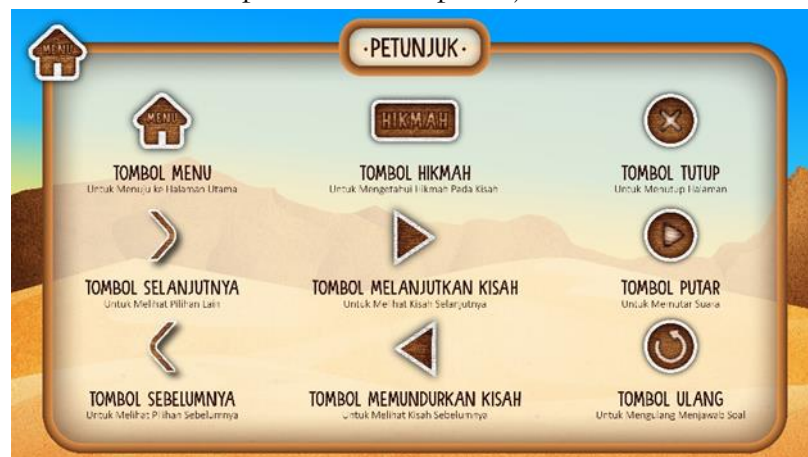 MENU
·PETUNJUK·
MENU
HIKMAH
TOMBOL MENU
Untuk Menuju ke Halaman Utama
TOMBOL HIKMAH
Untuk Mengetahui Hikmah Pada Kisah
TOMBOL TUTUP
Untuk Menutup Halaman
TOMBOL SELANJUTNYA
Untuk Melihat Pilihan Lain
TOMBOL MELANJUTKAN KISAH
Untuk Melihat Kisah Selanjutnya
TOMBOL PUTAR
Untuk Memutar Suara
TOMBOL SEBELUMNYA
Untuk Melihat Pilihan Sebelumnya
TOMBOL MEMUNDURKAN KISAH
Untuk Melihat Kisah Sebelumnya
TOMBOL ULANG
Untuk Mengulang Menjawab Soal